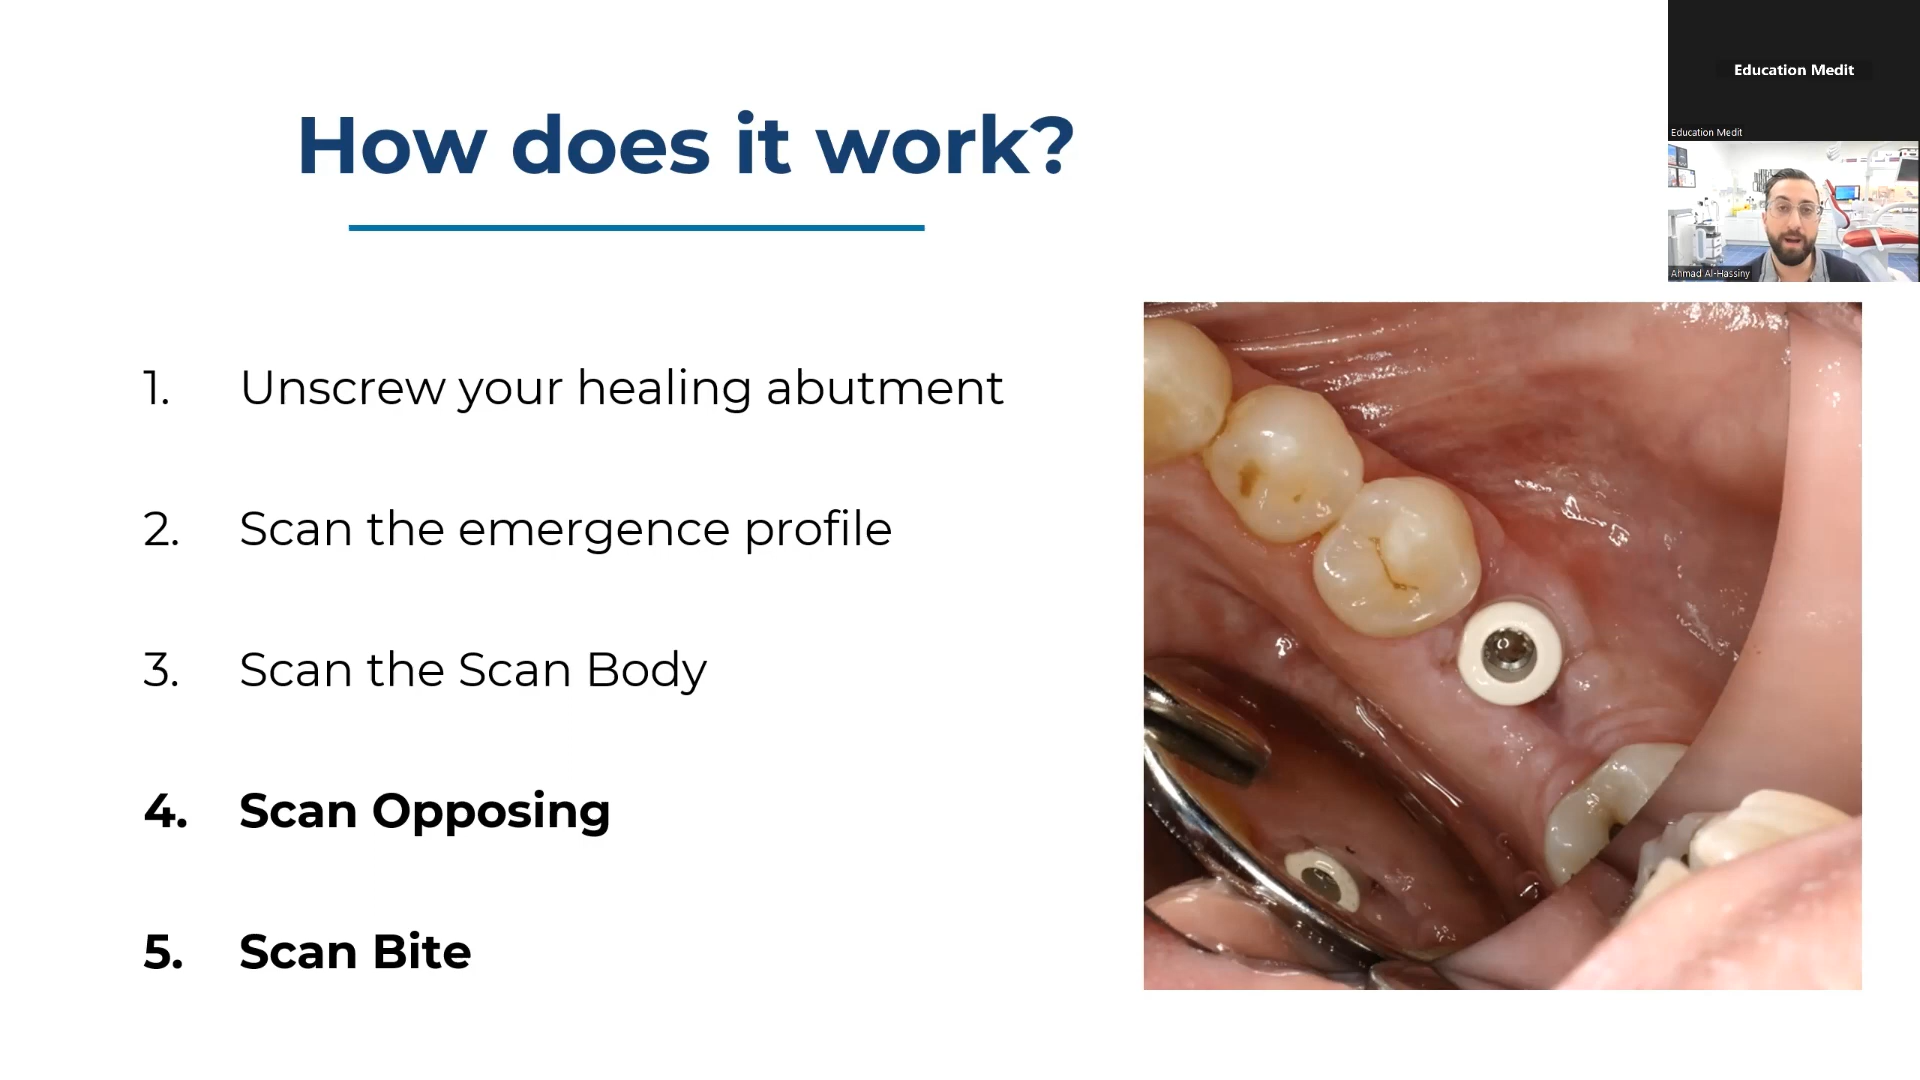 Education Medit
Education Medit
Ahmad Al-Hassiny
How does it work?
1. Unscrew your healing abutment
2. Scan the emergence profile
3. Scan the Scan Body
4. Scan Opposing
5. Scan Bite